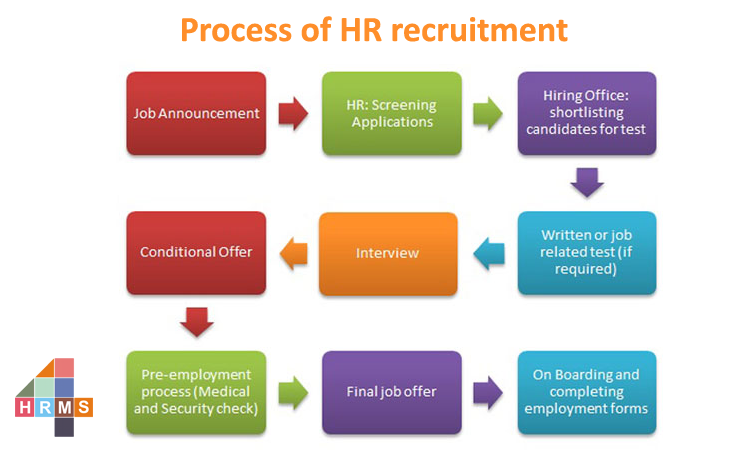 Process of HR recruitment
Job Announcement
HR: Screening
Applications
Hiring Office:
shortlisting
candidates for test
Written or job
related test (if
required)
Interview
Conditional Offer
Pre-employment
process (Medical
and Security check)
Final job offer
On Boarding and
completing
employment forms
HRMS